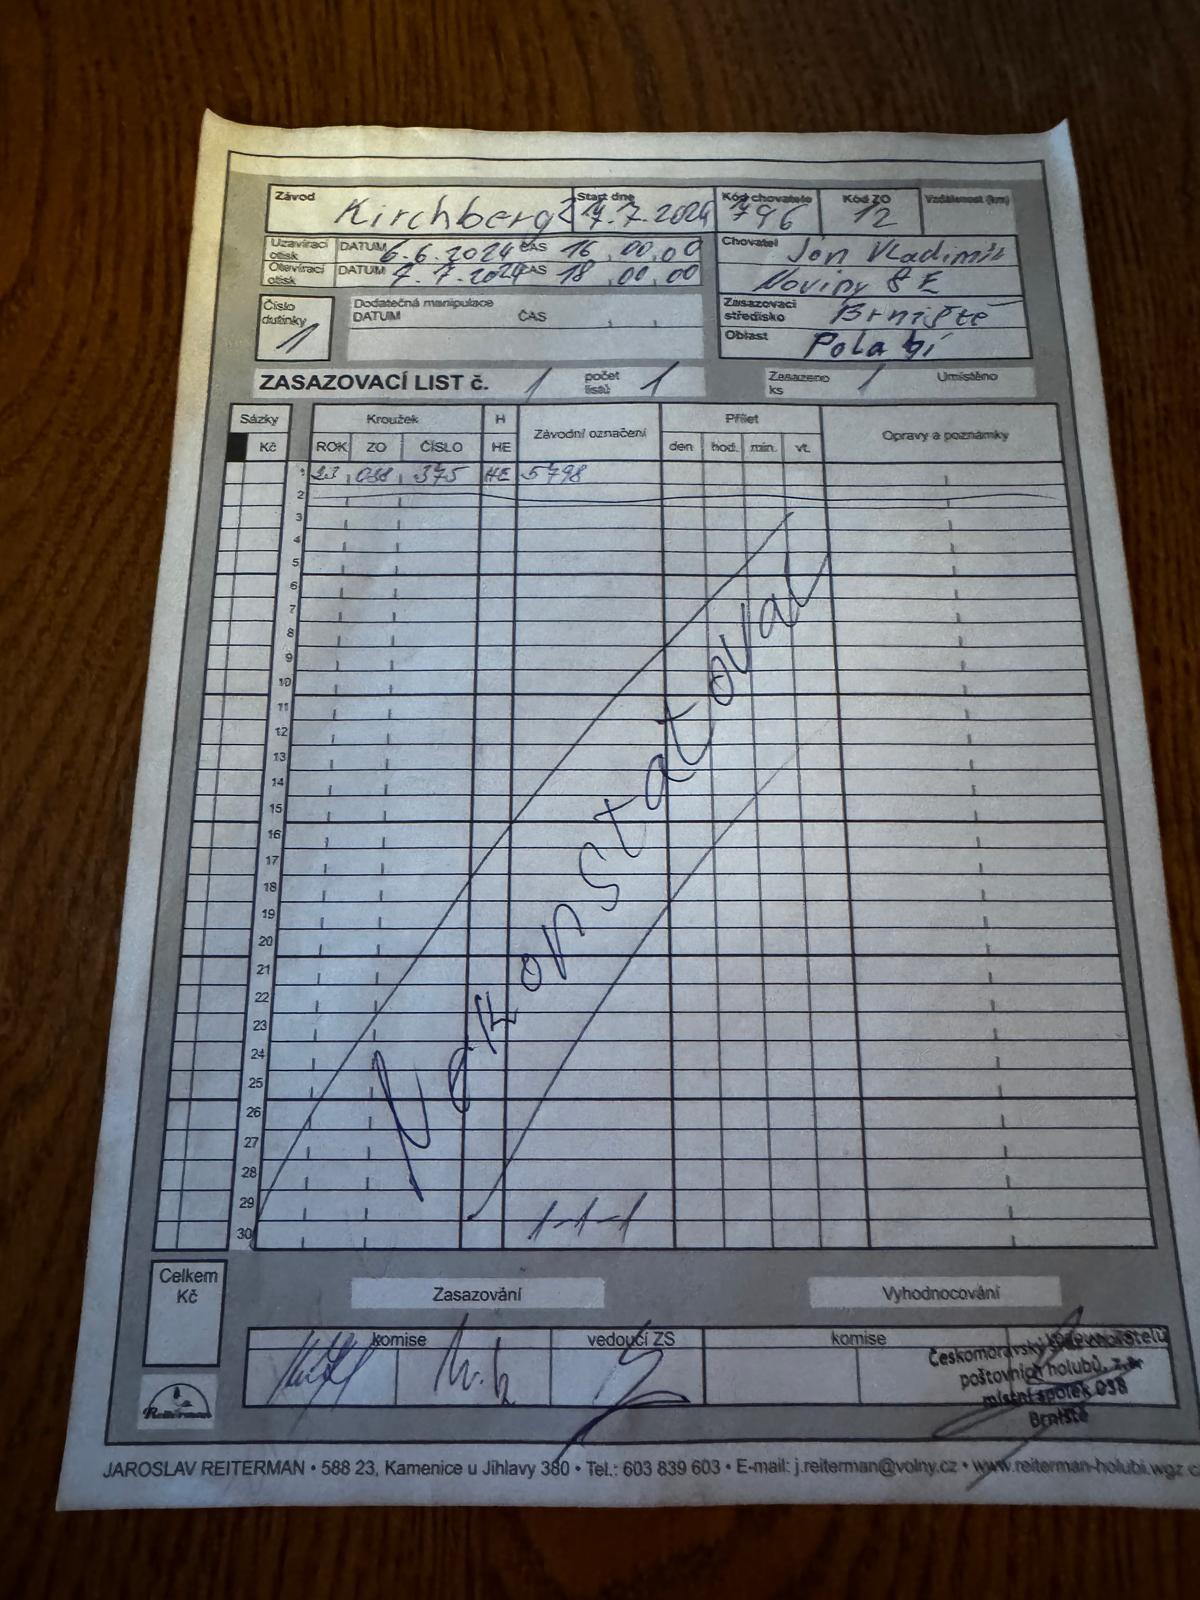 Závod Kirchberg 2 Start dne 7.7.2024 Kód chovatele 796 Kód ZO 12 Vzdálenost (km)
Uzavírací otisk DATUM 6.6.2024 ČAS 16,00,00
Otevírací otisk DATUM 7.7.2024 ČAS 18,00,00
Chovatel Jón Vladimír
Noviny
Číslo dutinky 1
Dodatečná manipulace
DATUM ČAS
Zasazovací středisko Brniště
Oblast Polabí
ZASAZOVACÍ LIST č. 1 počet listů 1 Zasazeno ks 1 Umístěno
Sázky Kroužek H Závodní označení Přílet Opravy a poznámky
Kč ROK ZO ČÍSLO HE den hod. min. vt.
1 23 038 375 HE 5798
2
3
4
5
6
7
8
9
10
11
12
13
14
15
16
17
18
19
20
21
22
23
24
25
26
27
28
29
30
Nekonstatoval
1-1-1
Celkem Kč
Zasazování Vyhodnocování
komise vedoucí ZS komise
Českomoravský svaz chovatelů
poštovních holubů, z.s.
místní spolek 038
Brniště
Reiterman
JAROSLAV REITERMAN • 588 23, Kamenice u Jihlavy 380 • Tel.: 603 839 603 • E-mail: j.reiterman@volny.cz • www.reiterman-holubi.wgz.c